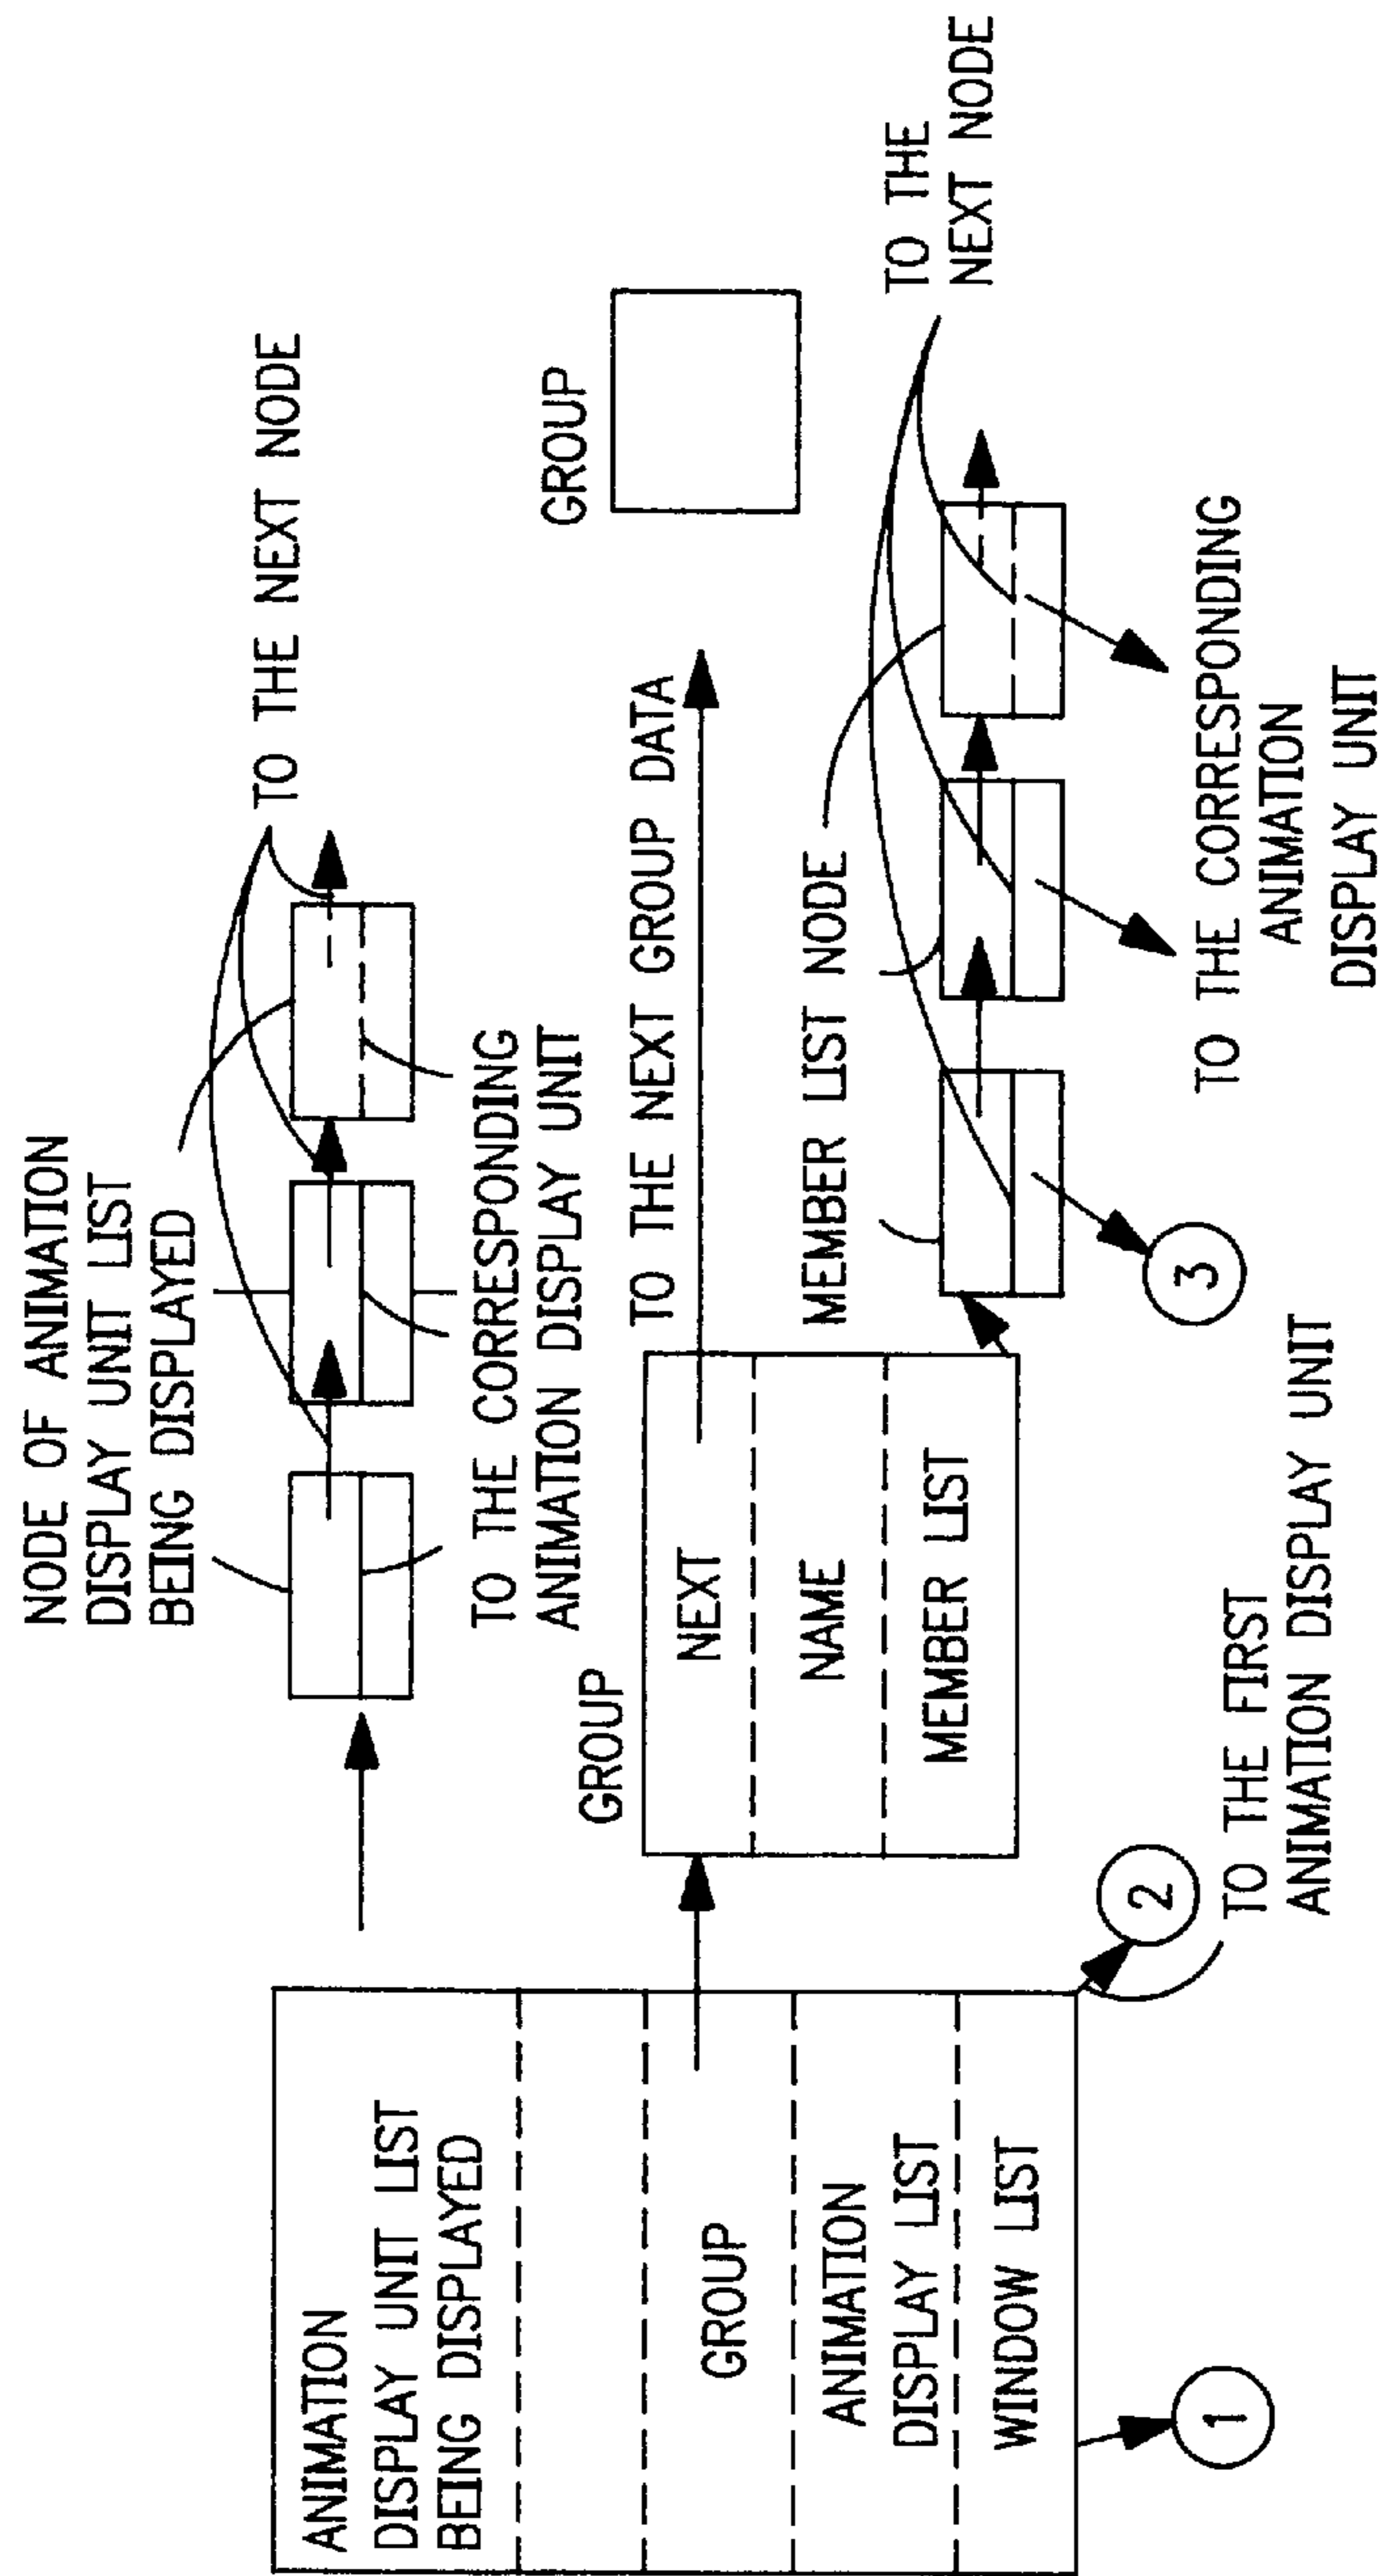 NODE OF ANIMATION
DISPLAY UNIT LIST
BEING DISPLAYED
TO THE NEXT NODE
TO THE CORRESPONDING
ANIMATION DISPLAY UNIT
ANIMATION
DISPLAY UNIT LIST
BEING DISPLAYED
GROUP
ANIMATION
DISPLAY LIST
WINDOW LIST
1
2
TO THE FIRST
ANIMATION DISPLAY UNIT
GROUP
NEXT
NAME
MEMBER LIST
TO THE NEXT GROUP DATA
GROUP
MEMBER LIST NODE
TO THE
NEXT NODE
3
TO THE CORRESPONDING
ANIMATION
DISPLAY UNIT